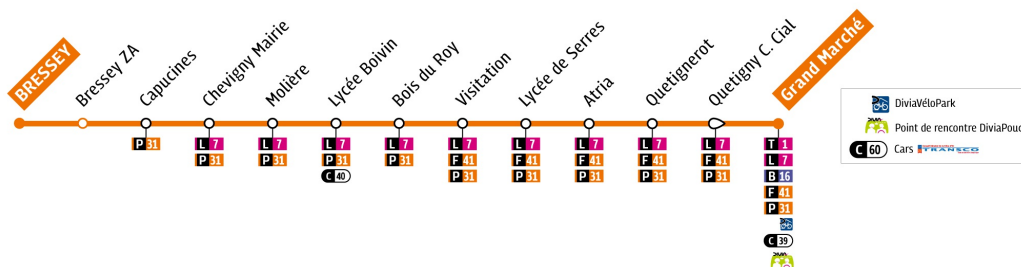 BRESSEY
Bressey ZA
Capucines
Chevigny Mairie
Molière
Lycée Boivin
Bois du Roy
Visitation
Lycée de Serres
Atria
Quetignerot
Quetigny C. Cial
Grand Marché
P 31
L 7
P 31
L 7
P 31
L 7
P 31
C 40
L 7
P 31
L 7
F 41
P 31
L 7
F 41
P 31
L 7
F 41
P 31
L 7
F 41
P 31
L 7
F 41
P 31
T 1
L 7
B 16
F 41
P 31
C 39
DIVIA
DiviaVéloPark
DIVIA
Point de rencontre DiviaPouc
C 60 Cars TRANSCO